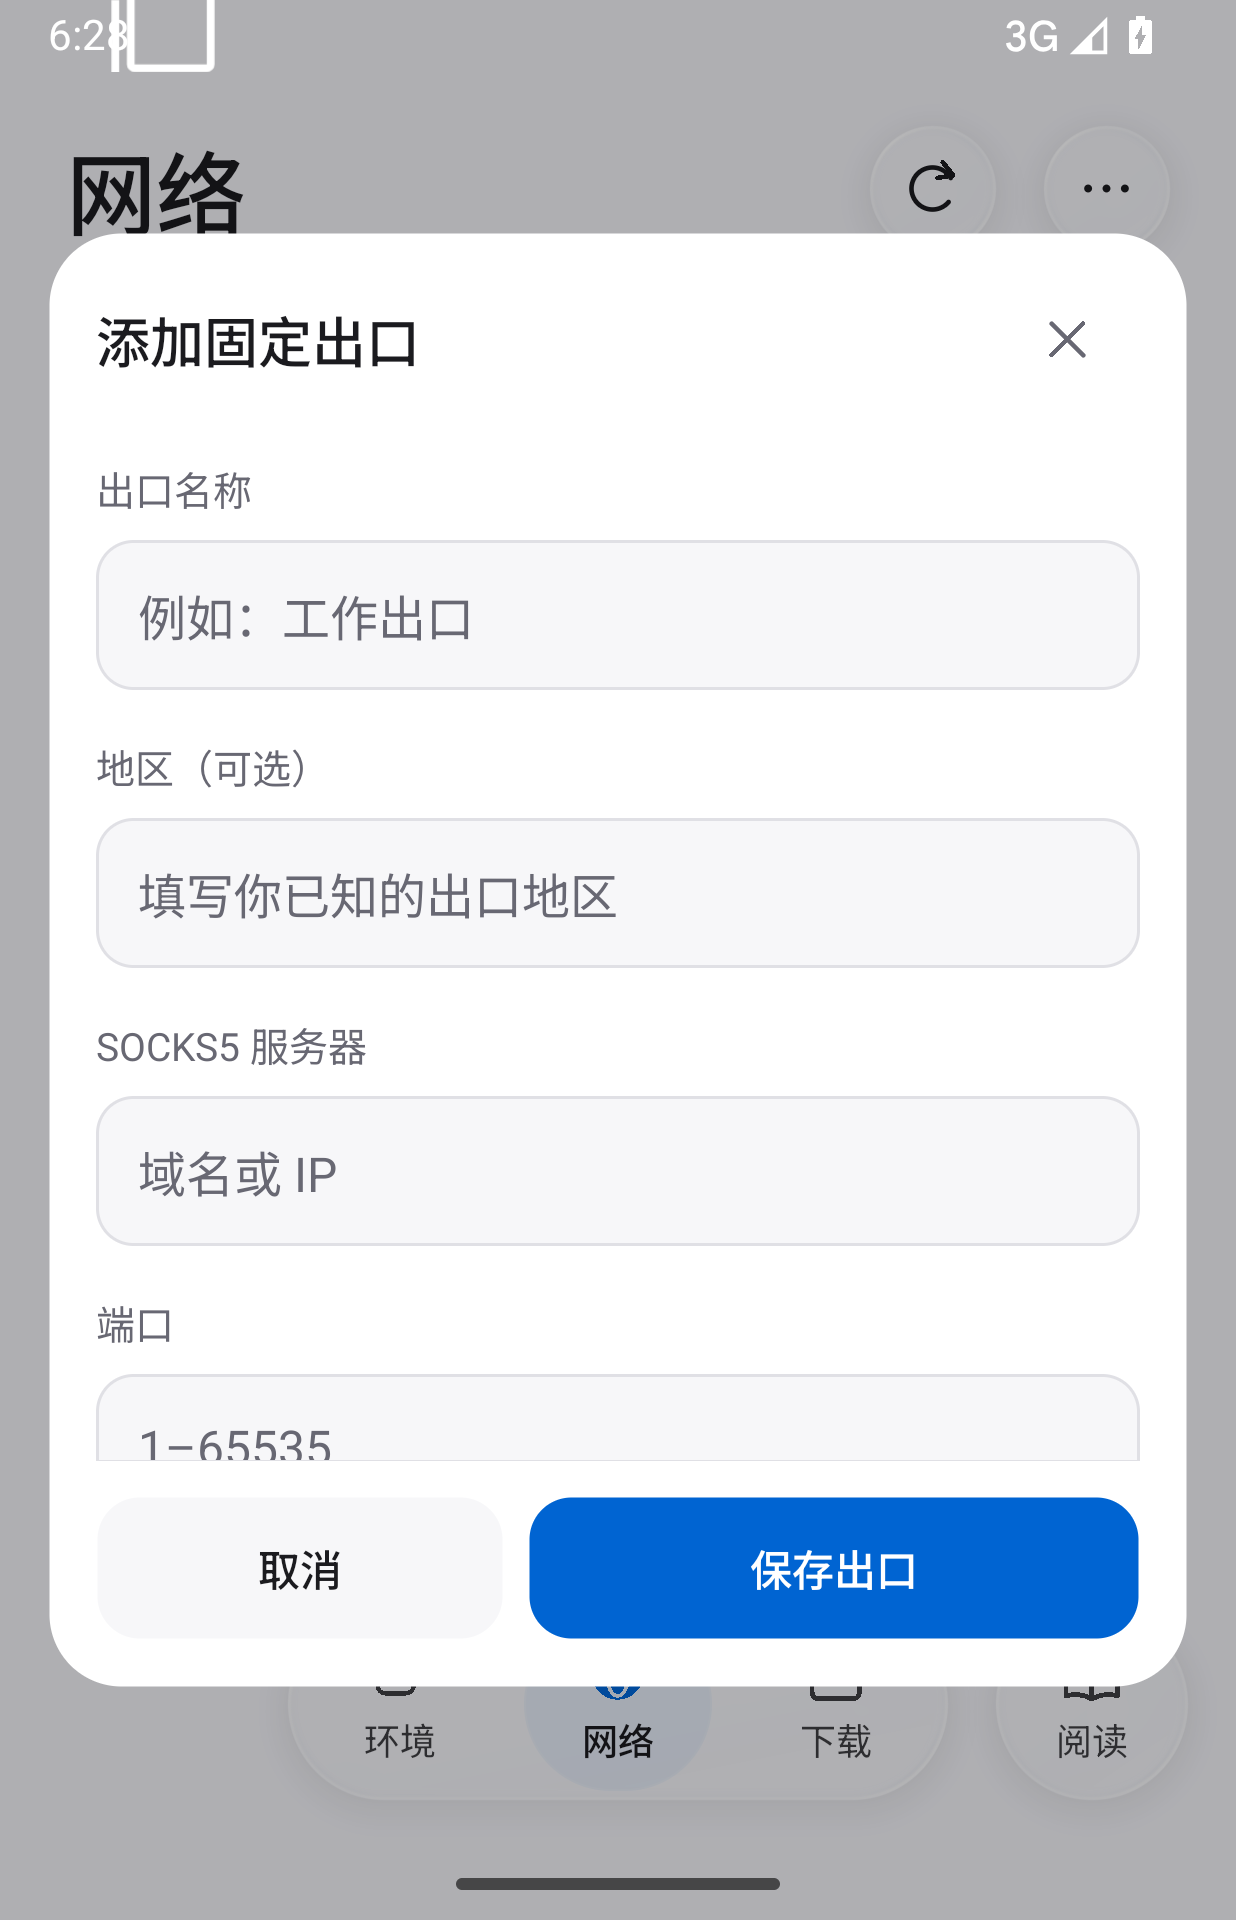 6:28
3G
网络
添加固定出口
出口名称
例如：工作出口
地区（可选）
填写你已知的出口地区
SOCKS5 服务器
域名或 IP
端口
1–65535
取消
保存出口
环境
网络
下载
阅读